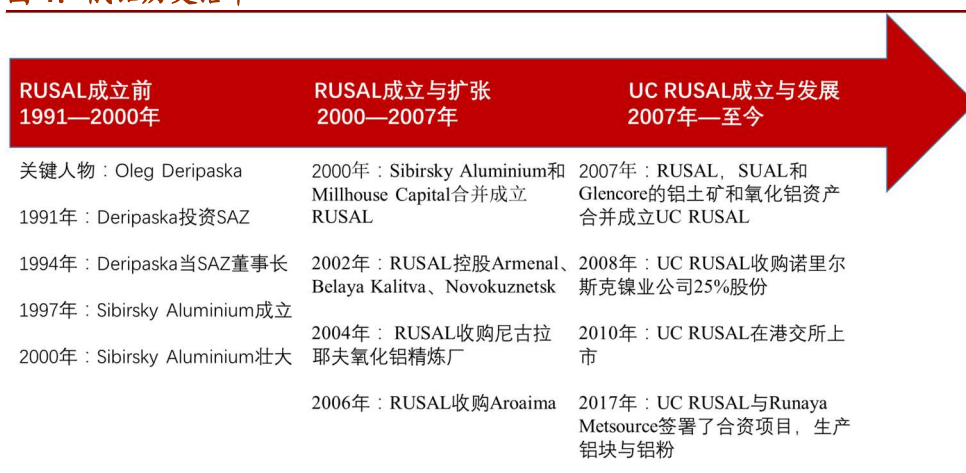 RUSAL成立前
1991—2000年
RUSAL成立与扩张
2000—2007年
UC RUSAL成立与发展
2007年—至今
关键人物：Oleg Deripaska
1991年：Deripaska投资SAZ
1994年：Deripaska当SAZ董事长
1997年：Sibirsky Aluminium成立
2000年：Sibirsky Aluminium壮大
2000年：Sibirsky Aluminium和
Millhouse Capital合并成立
RUSAL
2002年：RUSAL控股Armenal、
Belaya Kalitva、Novokuznetsk
2004年： RUSAL收购尼古拉
耶夫氧化铝精炼厂
2006年：RUSAL收购Aroaima
2007年：RUSAL，SUAL和
Glencore的铝土矿和氧化铝资产
合并成立UC RUSAL
2008年：UC RUSAL收购诺里尔
斯克镍业公司25%股份
2010年：UC RUSAL在港交所上
市
2017年：UC RUSAL与Runaya
Metsource签署了合资项目，生产
铝块与铝粉